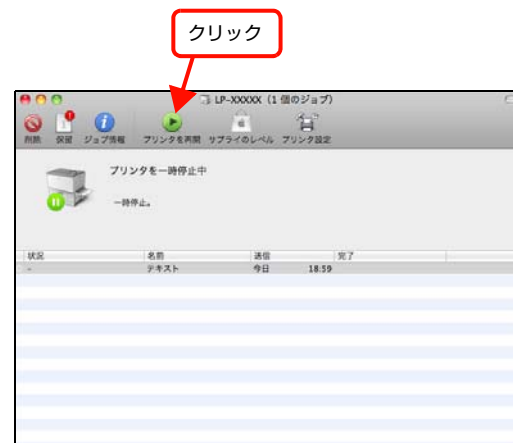 クリック
LP-XXXXX（1 個のジョブ）
削除 保留 ジョブ情報 プリンタを再開 サプライのレベル プリンタ設定
プリンタを一時停止中
一時停止。
状況 名前 送信 完了
- テキスト 今日 18:59